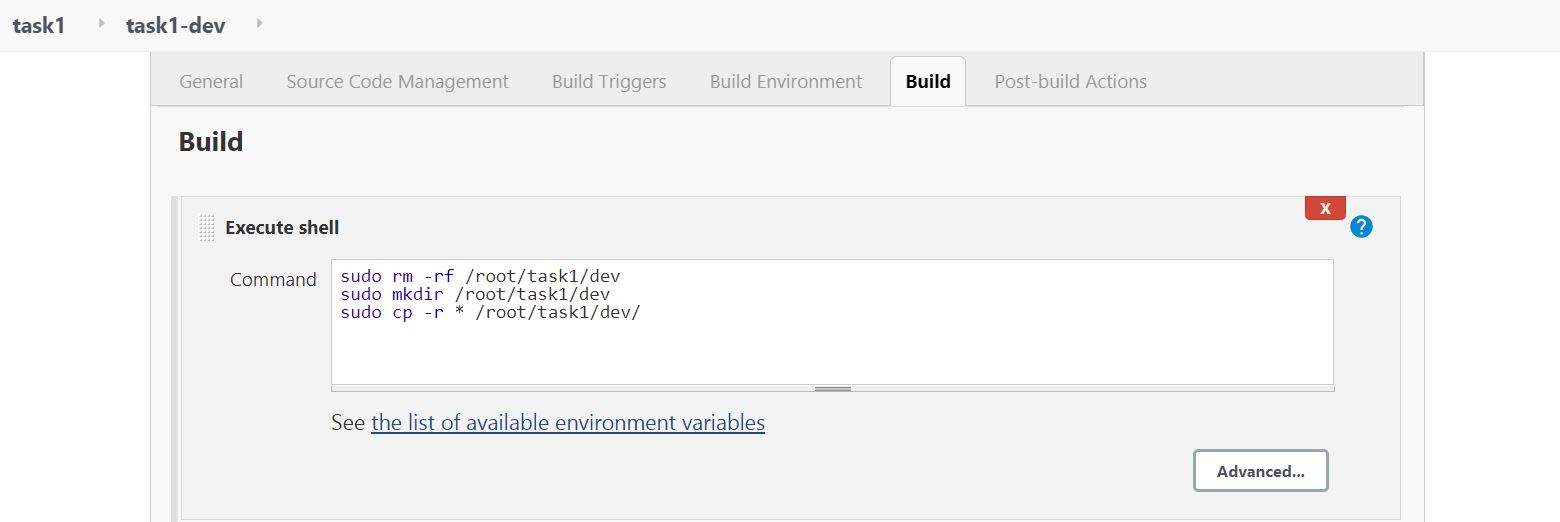 task1 task1-dev
General Source Code Management Build Triggers Build Environment Build Post-build Actions
Build
X
Execute shell
?
Command
sudo rm -rf /root/task1/dev
sudo mkdir /root/task1/dev
sudo cp -r * /root/task1/dev/
See the list of available environment variables
Advanced...